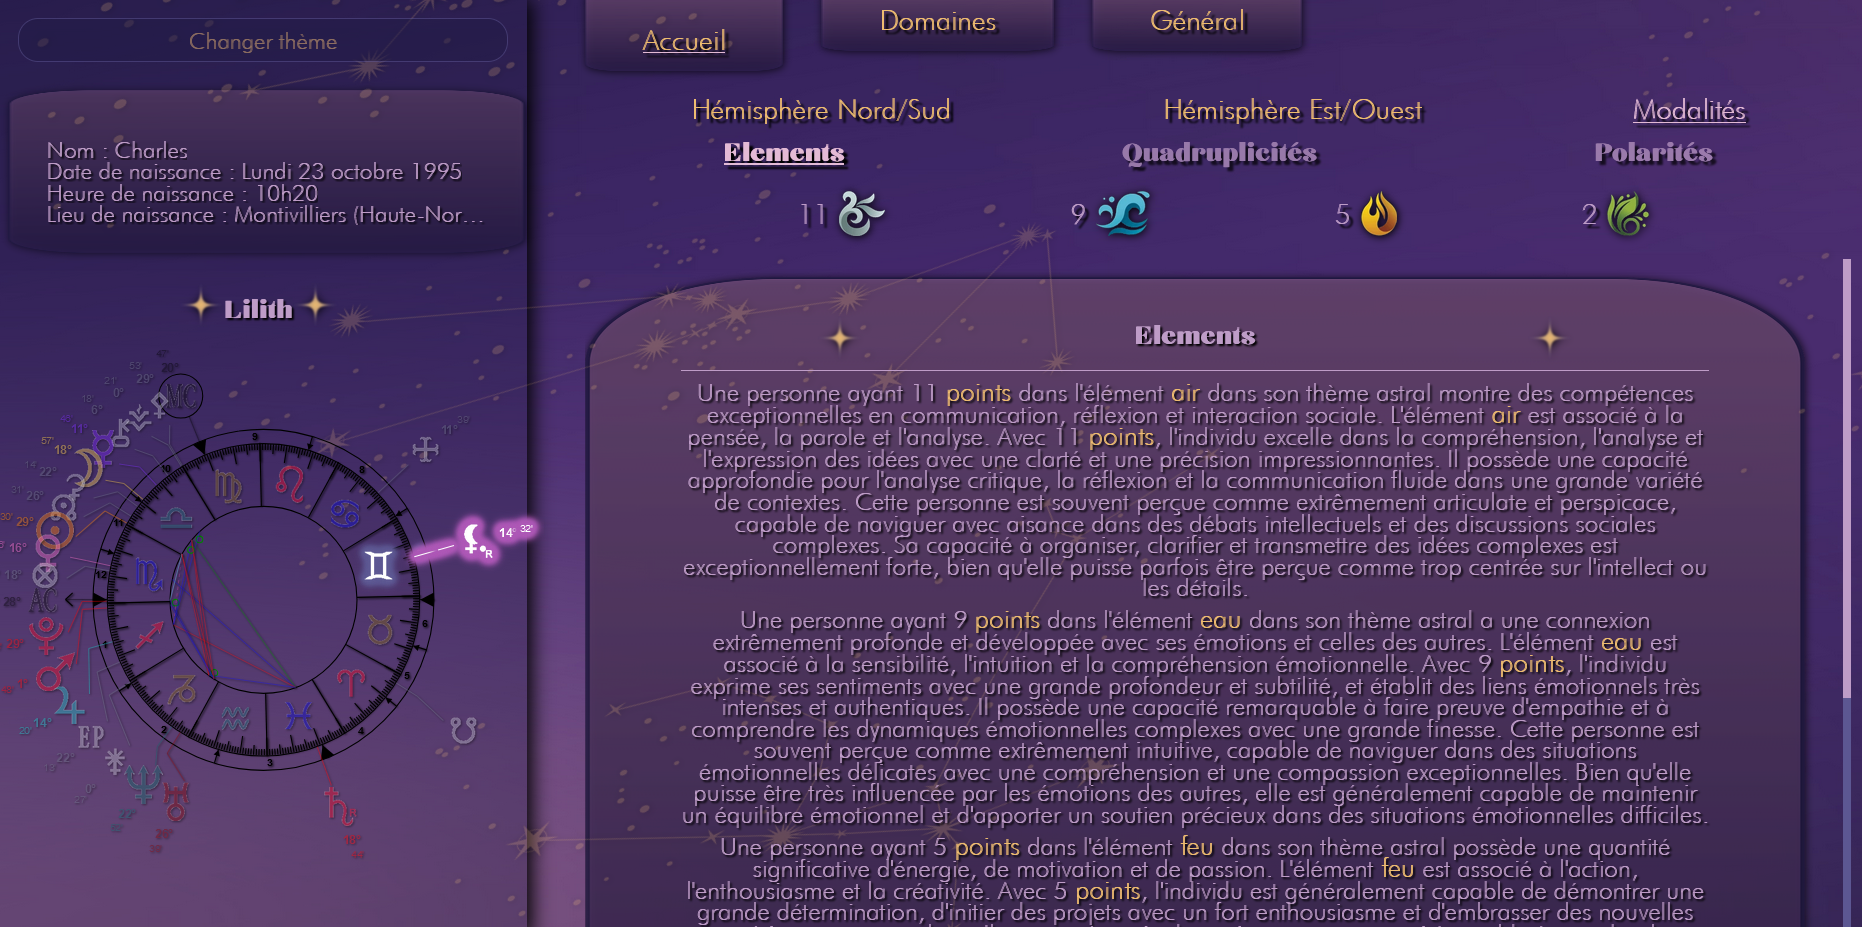 Changer thème
Accueil
Domaines
Général
Nom : Charles
Date de naissance : Lundi 23 octobre 1995
Heure de naissance : 10h20
Lieu de naissance : Montivilliers (Haute-Nor...
Hémisphère Nord/Sud
Hémisphère Est/Ouest
Modalités
Elements
Quadruplicités
Polarités
11
9
5
2
Lilith
MC
AC
EP
14° 32'
R
Elements
Une personne ayant 11 points dans l'élément air dans son thème astral montre des compétences
exceptionnelles en communication, réflexion et interaction sociale. L'élément air est associé à la
pensée, la parole et l'analyse. Avec 11 points, l'individu excelle dans la compréhension, l'analyse et
l'expression des idées avec une clarté et une précision impressionnantes. Il possède une capacité
approfondie pour l'analyse critique, la réflexion et la communication fluide dans une grande variété
de contextes. Cette personne est souvent perçue comme extrêmement articulate et perspicace,
capable de naviguer avec aisance dans des débats intellectuels et des discussions sociales
complexes. Sa capacité à organiser, clarifier et transmettre des idées complexes est
exceptionnellement forte, bien qu'elle puisse parfois être perçue comme trop centrée sur l'intellect ou
les détails.
Une personne ayant 9 points dans l'élément eau dans son thème astral a une connexion
extrêmement profonde et développée avec ses émotions et celles des autres. L'élément eau est
associé à la sensibilité, l'intuition et la compréhension émotionnelle. Avec 9 points, l'individu
exprime ses sentiments avec une grande profondeur et subtilité, et établit des liens émotionnels très
intenses et authentiques. Il possède une capacité remarquable à faire preuve d'empathie et à
comprendre les dynamiques émotionnelles complexes avec une grande finesse. Cette personne est
souvent perçue comme extrêmement intuitive, capable de naviguer dans des situations
émotionnelles délicates avec une compréhension et une compassion exceptionnelles. Bien qu'elle
puisse être très influencée par les émotions des autres, elle est généralement capable de maintenir
un équilibre émotionnel et d'apporter un soutien précieux dans des situations émotionnelles difficiles.
Une personne ayant 5 points dans l'élément feu dans son thème astral possède une quantité
significative d'énergie, de motivation et de passion. L'élément feu est associé à l'action,
l'enthousiasme et la créativité. Avec 5 points, l'individu est généralement capable de démontrer une
grande détermination, d'initier des projets avec un fort enthousiasme et d'embrasser des nouvelles